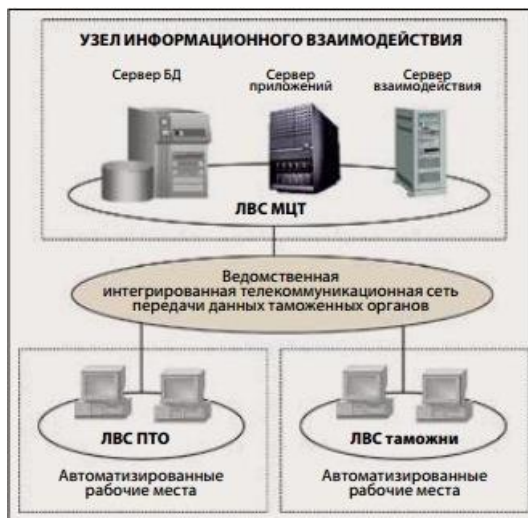 УЗЕЛ ИНФОРМАЦИОННОГО ВЗАИМОДЕЙСТВИЯ
Сервер БД
Сервер
приложений
Сервер
взаимодействия
ЛВС МЦТ
Ведомственная
интегрированная телекоммуникационная сеть
передачи данных таможенных органов
ЛВС ПТО
Автоматизированные
рабочие места
ЛВС таможни
Автоматизированные
рабочие места